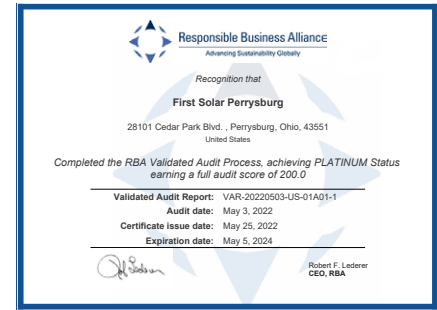 Responsible Business Alliance
Advancing Sustainability Globally
Recognition that
First Solar Perrysburg
28101 Cedar Park Blvd. , Perrysburg, Ohio, 43551
United States
Completed the RBA Validated Audit Process, achieving PLATINUM Status
earning a full audit score of 200.0
Validated Audit Report: VAR-20220503-US-01A01-1
Audit date: May 3, 2022
Certificate issue date: May 25, 2022
Expiration date: May 5, 2024
Robert F. Lederer
CEO, RBA